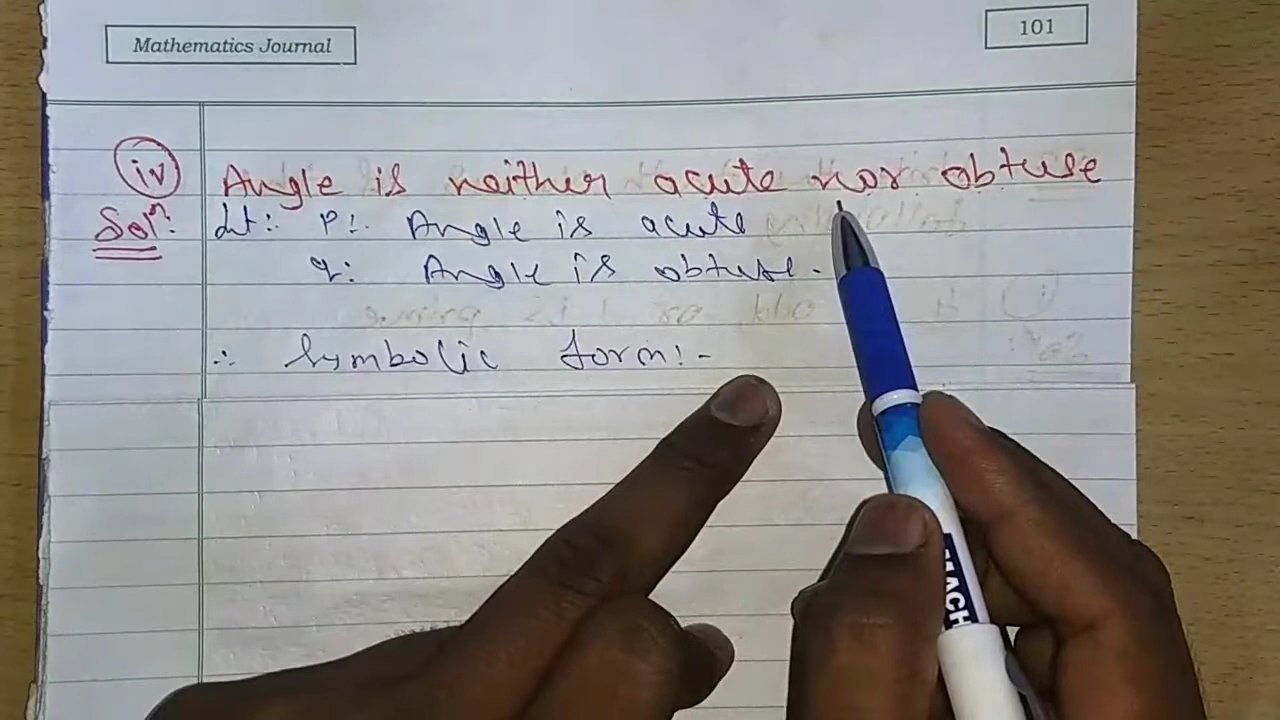 Mathematics Journal
101
iv Angle is neither acute nor obtuse
Solⁿ: Let: P:. Angle is acute
q: Angle is obtuse.
∴ Symbolic form:-